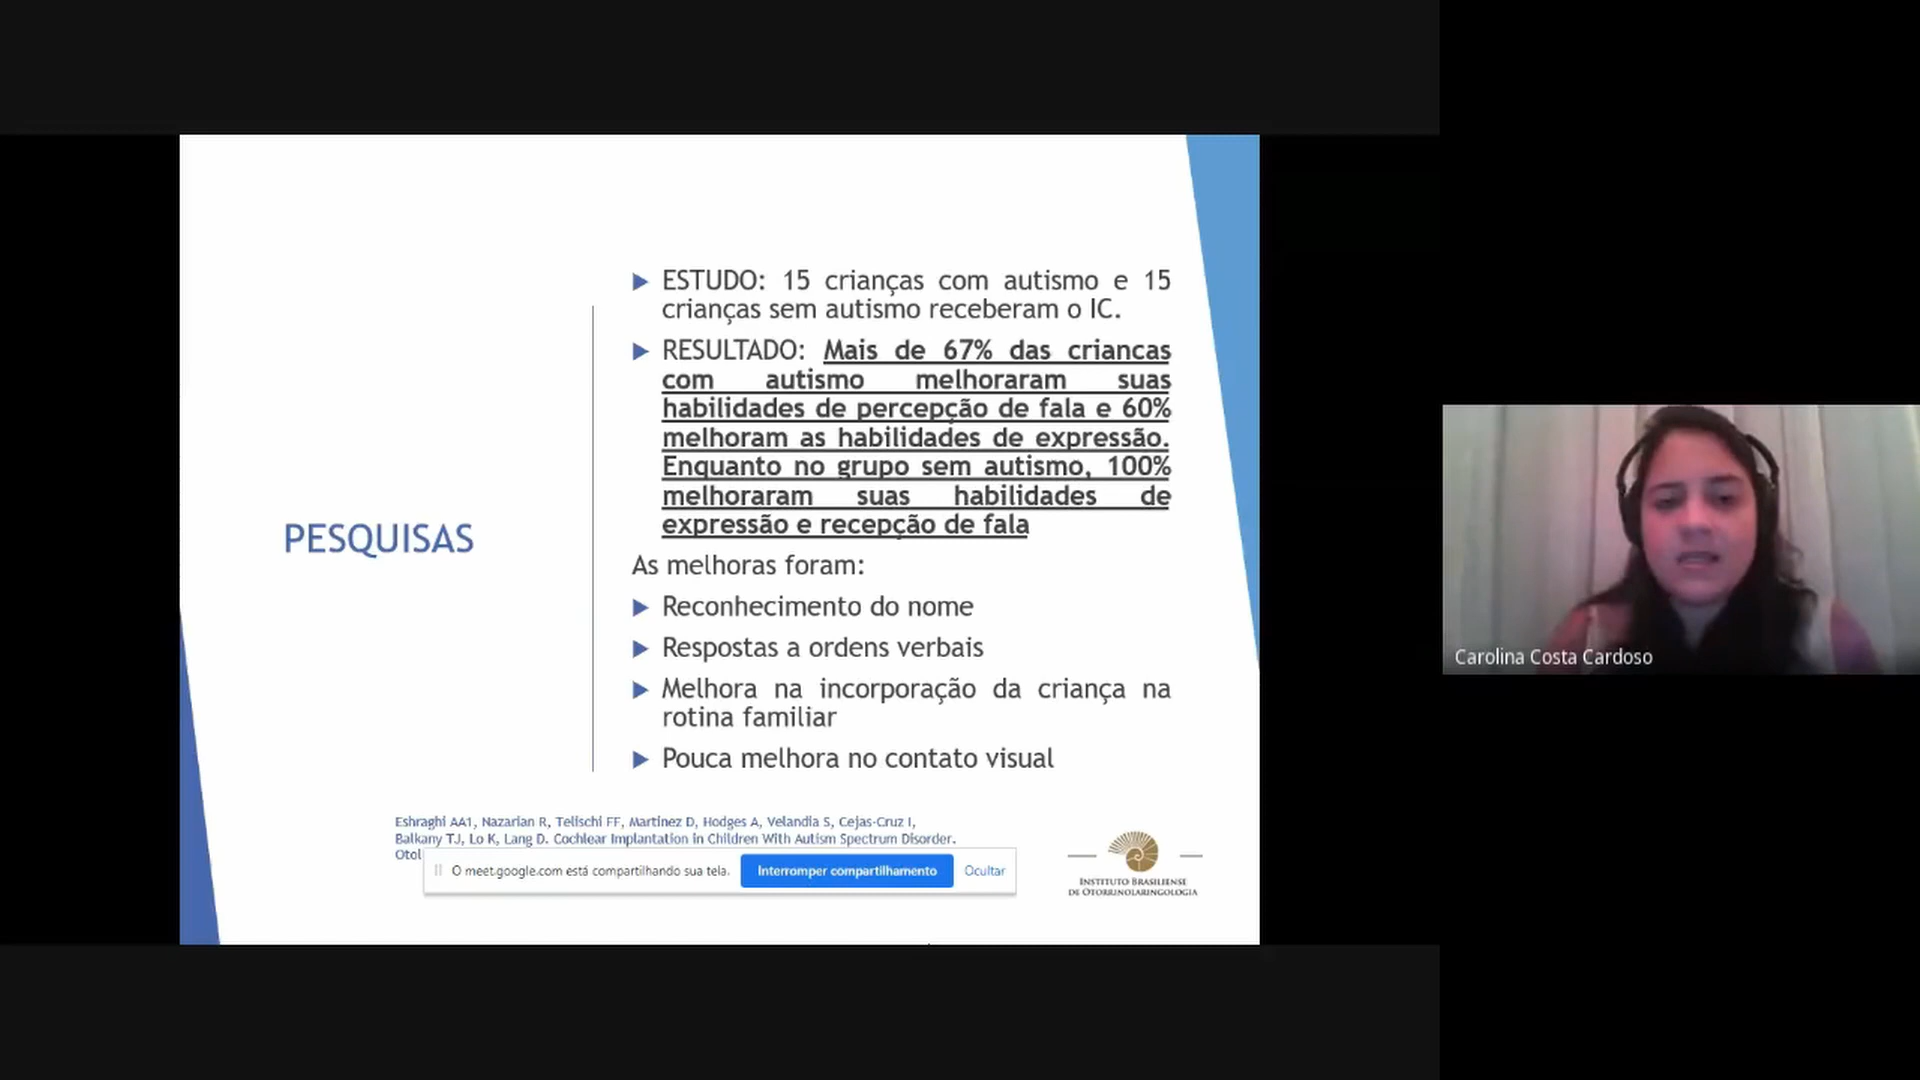 PESQUISAS
ESTUDO: 15 crianças com autismo e 15
crianças sem autismo receberam o IC.
RESULTADO: Mais de 67% das criancas
com autismo melhoraram suas
habilidades de percepção de fala e 60%
melhoram as habilidades de expressão.
Enquanto no grupo sem autismo, 100%
melhoraram suas habilidades de
expressão e recepção de fala
As melhoras foram:
Reconhecimento do nome
Respostas a ordens verbais
Melhora na incorporação da criança na
rotina familiar
Pouca melhora no contato visual
Eshraghi AA1, Nazarian R, Telischi FF, Martinez D, Hodges A, Velandia S, Cejas-Cruz I,
Balkany TJ, Lo K, Lang D. Cochlear Implantation in Children With Autism Spectrum Disorder.
Otol
O meet.google.com está compartilhando sua tela.
Interromper compartilhamento
Ocultar
INSTITUTO BRASILIENSE
DE OTORRINOLARINGOLOGIA
Carolina Costa Cardoso